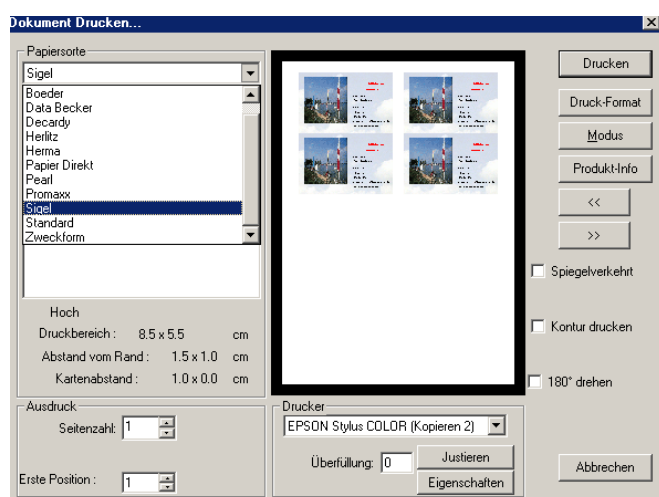 Dokument Drucken...
Papiersorte
Sigel
Boeder
Data Becker
Decardy
Herlitz
Herma
Papier Direkt
Pearl
Promaxx
Sigel
Standard
Zweckform
Hoch
Druckbereich : 8.5 x 5.5 cm
Abstand vom Rand : 1.5 x 1.0 cm
Kartenabstand : 1.0 x 0.0 cm
Ausdruck
Seitenzahl: 1
Erste Position : 1
Drucker
EPSON Stylus COLOR (Kopieren 2)
Überfüllung: 0
Justieren
Eigenschaften
Drucken
Druck-Format
Modus
Produkt-Info
<<
>>
Spiegelverkehrt
Kontur drucken
180° drehen
Abbrechen